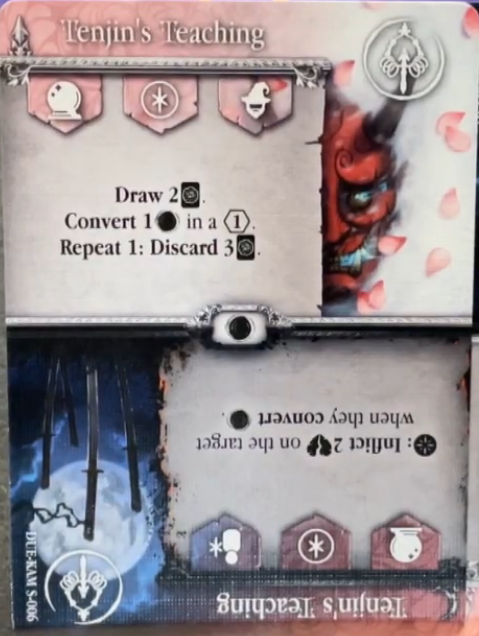 Tenjin's Teaching
Draw 2.
Convert 1 in a 1.
Repeat 1: Discard 3.
: Inflict 2 on the target
when they convert.
Tenjin's Teaching
DUE-KAM S-006